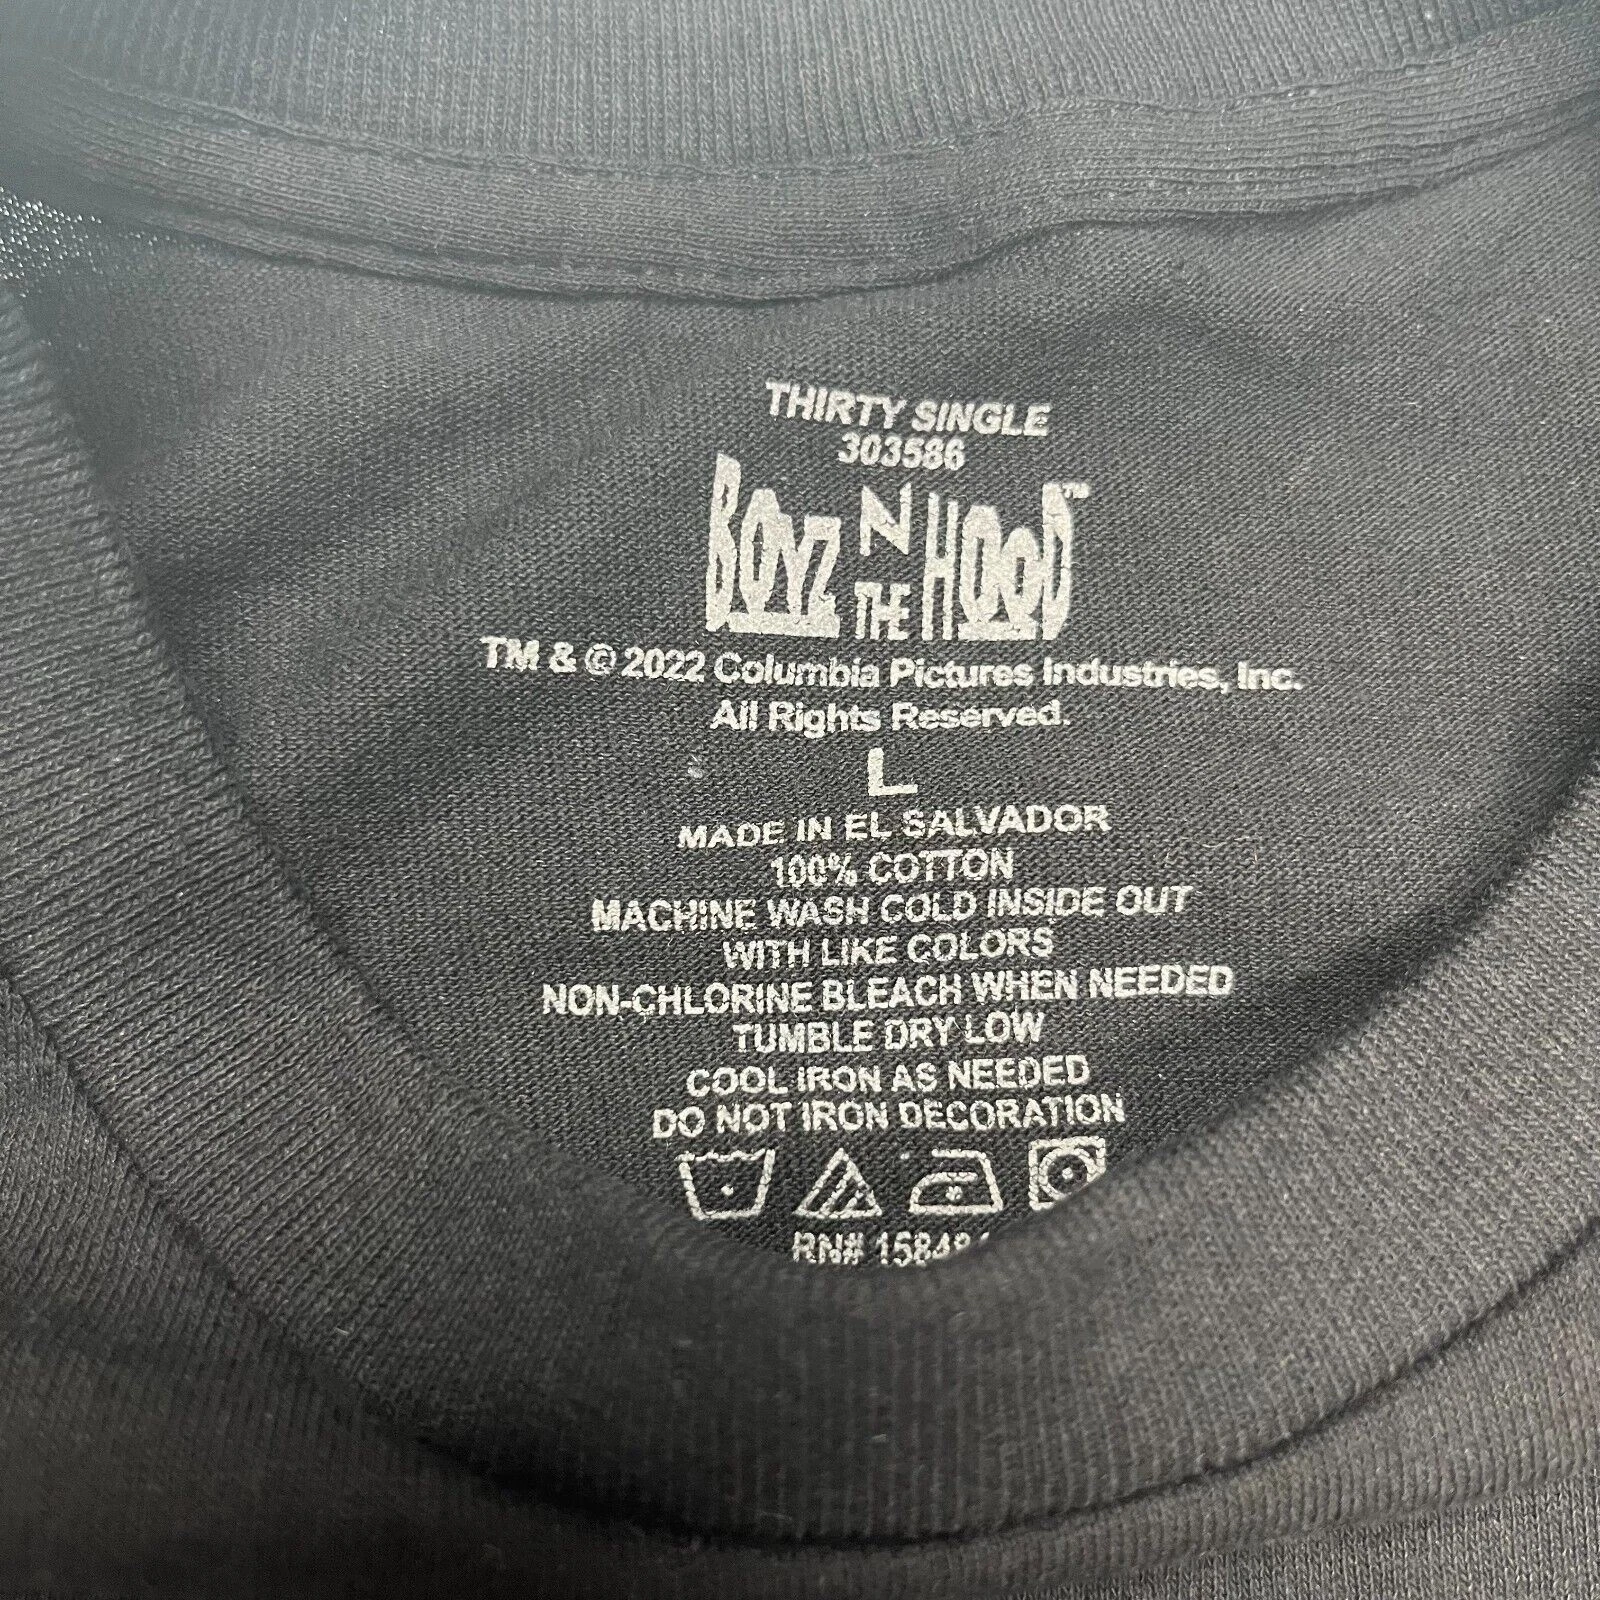 THIRTY SINGLE
303586
BOYZ N THE HOOD™
TM & © 2022 Columbia Pictures Industries, Inc.
All Rights Reserved.
L
MADE IN EL SALVADOR
100% COTTON
MACHINE WASH COLD INSIDE OUT
WITH LIKE COLORS
NON-CHLORINE BLEACH WHEN NEEDED
TUMBLE DRY LOW
COOL IRON AS NEEDED
DO NOT IRON DECORATION
RN#